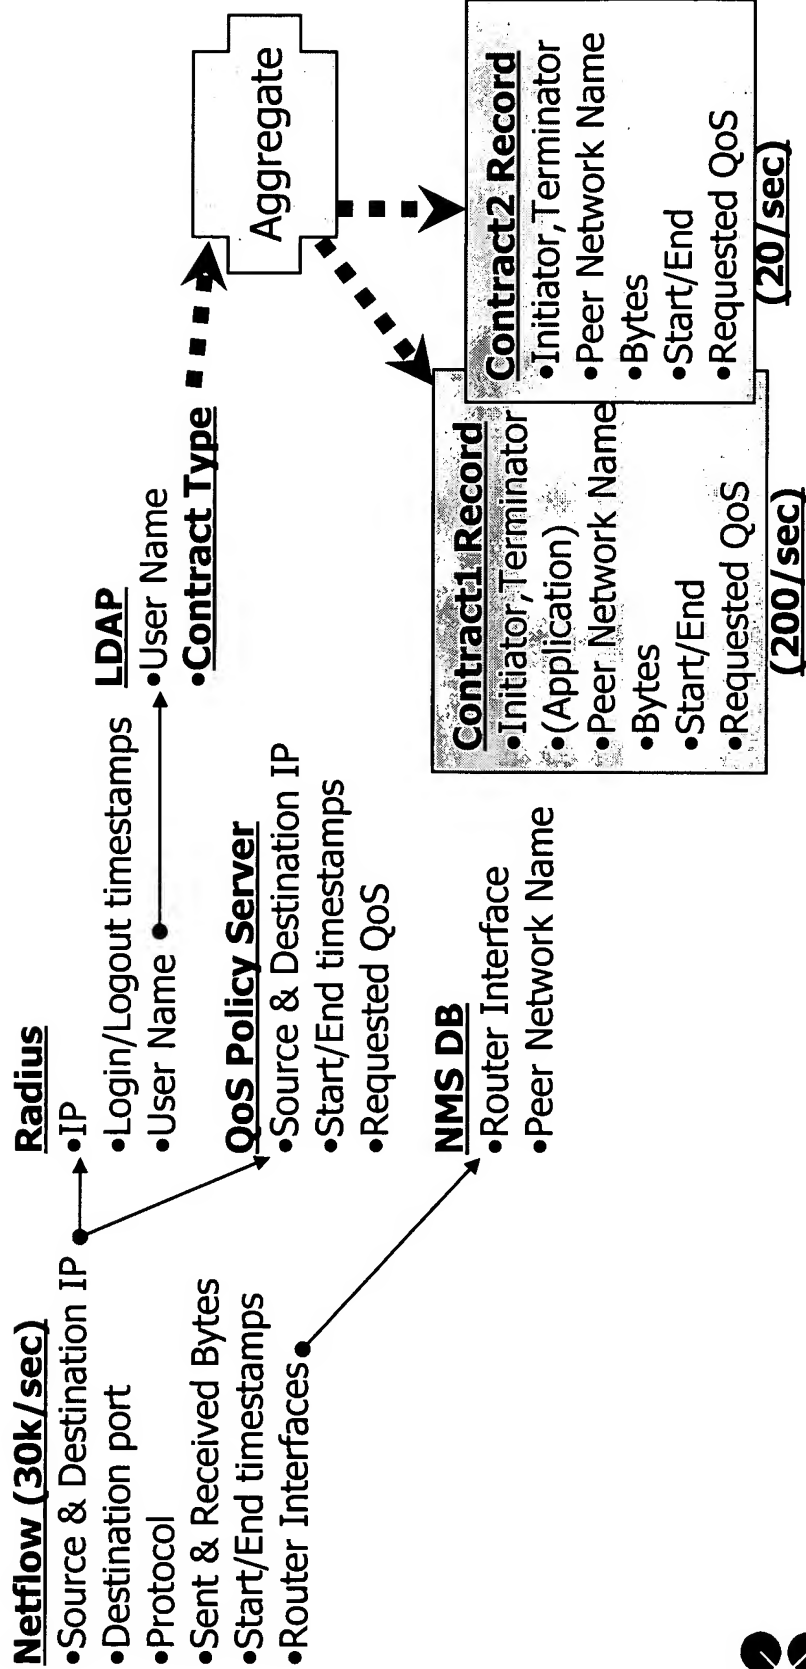 Netflow (30k/sec)
•Source & Destination IP
•Destination port
•Protocol
•Sent & Received Bytes
•Start/End timestamps
•Router Interfaces
Radius
•IP
•Login/Logout timestamps
•User Name
QoS Policy Server
•Source & Destination IP
•Start/End timestamps
•Requested QoS
NMS DB
•Router Interface
•Peer Network Name
LDAP
•User Name
•Contract Type
Aggregate
Contract1 Record
•Initiator,Terminator
•(Application)
•Peer Network Name
•Bytes
•Start/End
•Requested QoS
(200/sec)
Contract2 Record
•Initiator,Terminator
•Peer Network Name
•Bytes
•Start/End
•Requested QoS
(20/sec)